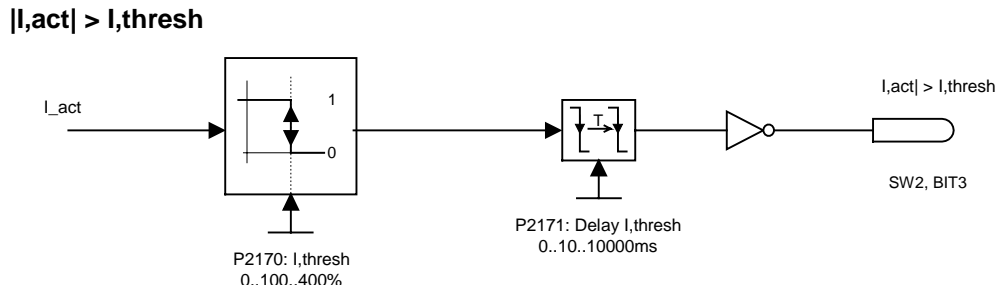 |I,act| > I,thresh
I_act
1
0
T
I,act| > I,thresh
SW2, BIT3
P2171: Delay I,thresh
0..10..10000ms
P2170: I,thresh
0..100..400%